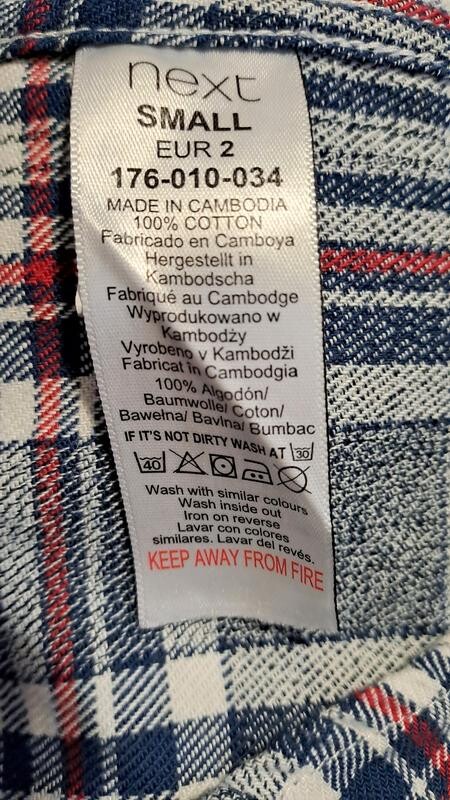 next
SMALL
EUR 2
176-010-034
MADE IN CAMBODIA
100% COTTON
Fabricado en Camboya
Hergestellt in
Kambodscha
Fabriqué au Cambodge
Wyprodukowano w
Kambodży
Vyrobeno v Kambodži
Fabricat în Cambodgia
100% Algodón/
Baumwolle/ Coton/
Bawełna/ Bavlna/ Bumbac
IF IT'S NOT DIRTY WASH AT 30
40
Wash with similar colours
Wash inside out
Iron on reverse
Lavar con colores
similares. Lavar del revés.
KEEP AWAY FROM FIRE